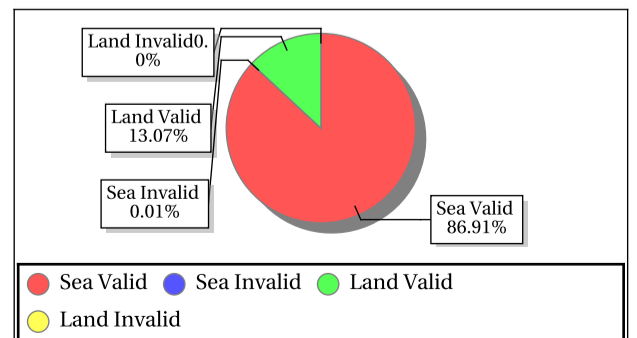 Land Invalid0.
0%
Land Valid
13.07%
Sea Invalid
0.01%
Sea Valid
86.91%
Sea Valid Sea Invalid Land Valid
Land Invalid